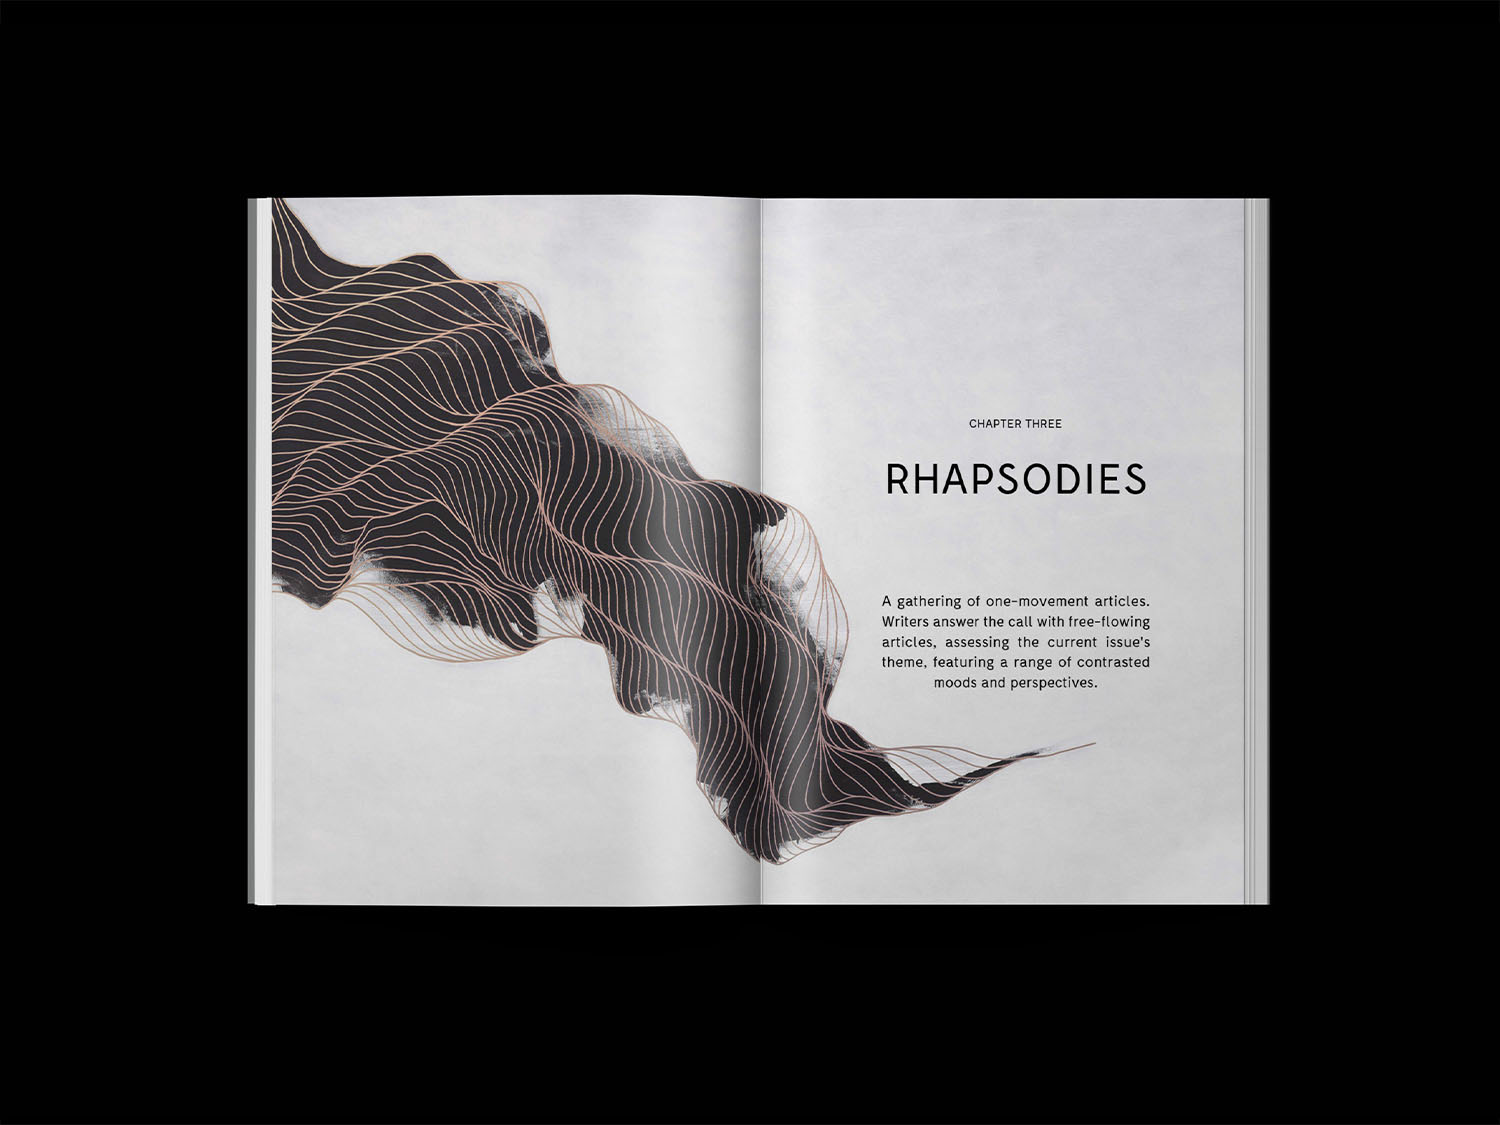 CHAPTER THREE
RHAPSODIES
A gathering of one-movement articles.
Writers answer the call with free-flowing
articles, assessing the current issue's
theme, featuring a range of contrasted
moods and perspectives.